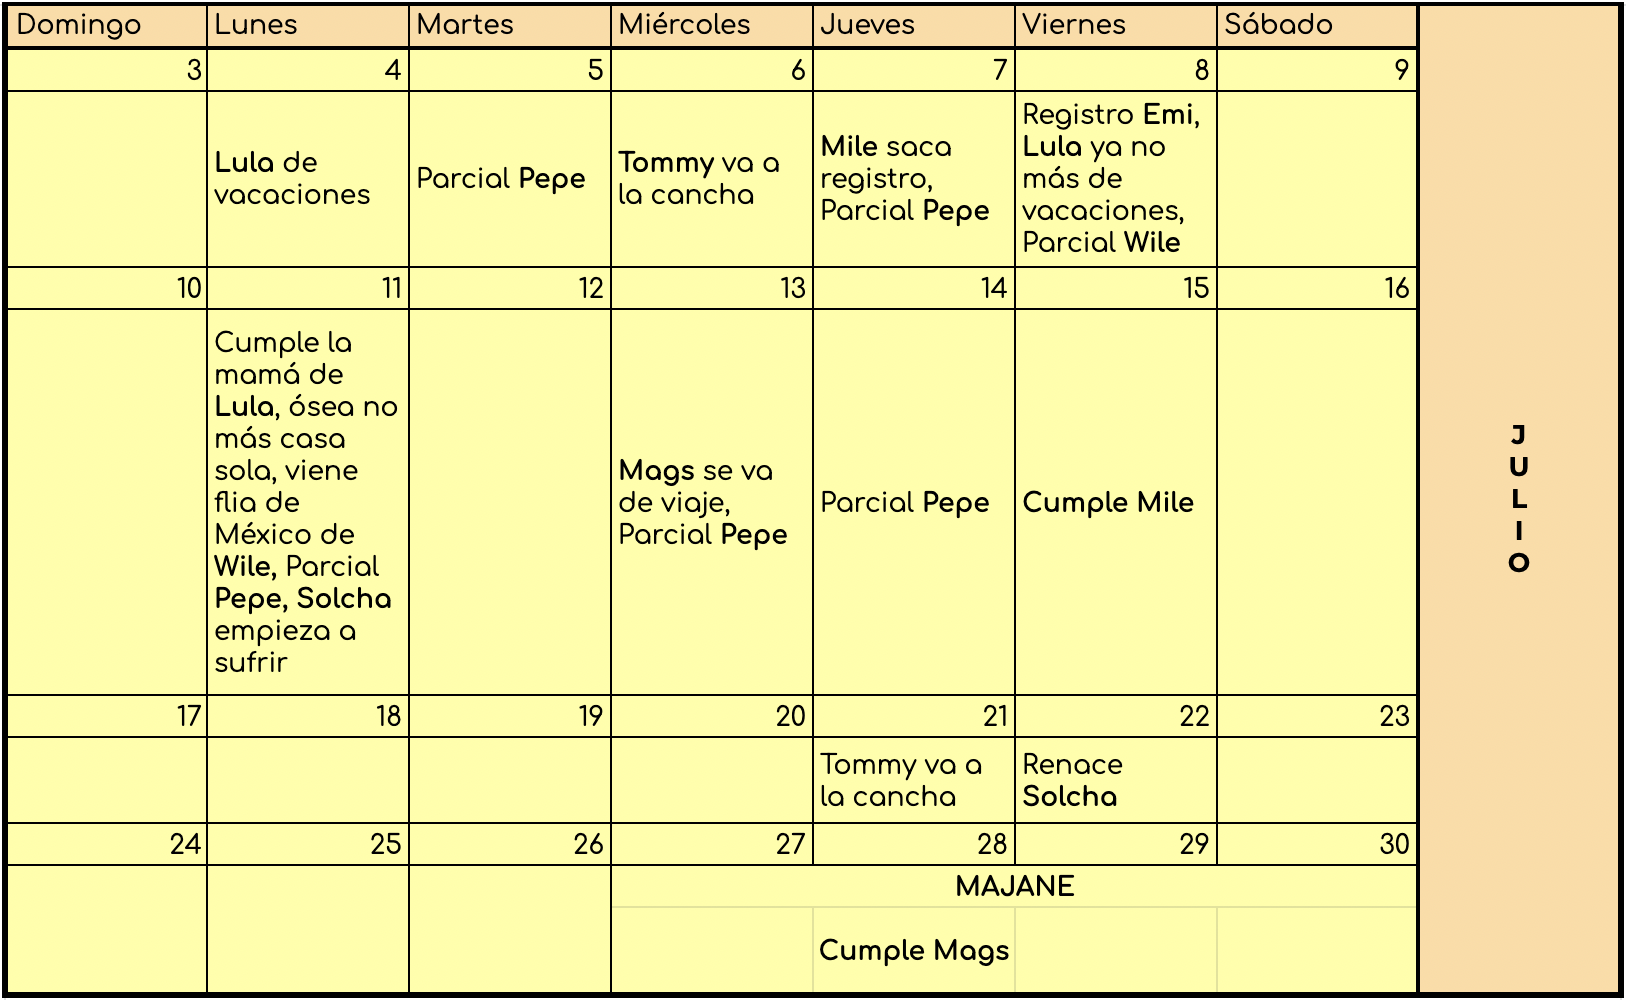 Domingo
Lunes
Martes
Miércoles
Jueves
Viernes
Sábado
3
4
5
6
7
8
9
Lula de
vacaciones
Parcial Pepe
Tommy va a
la cancha
Mile saca
registro,
Parcial Pepe
Registro Emi,
Lula ya no
más de
vacaciones,
Parcial Wile
10
11
12
13
14
15
16
Cumple la
mamá de
Lula, ósea no
más casa
sola, viene
flia de
México de
Wile, Parcial
Pepe, Solcha
empieza a
sufrir
Mags se va
de viaje,
Parcial Pepe
Parcial Pepe
Cumple Mile
17
18
19
20
21
22
23
Tommy va a
la cancha
Renace
Solcha
24
25
26
27
28
29
30
MAJANE
Cumple Mags
J
U
L
I
O